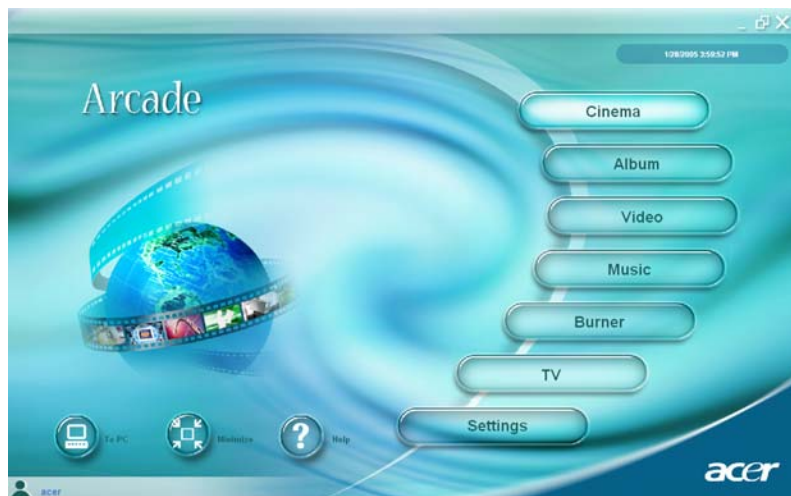 1/28/2005 3:59:52 PM
Arcade
Cinema
Album
Video
Music
Burner
TV
Settings
To PC
Minimize
Help
acer
acer